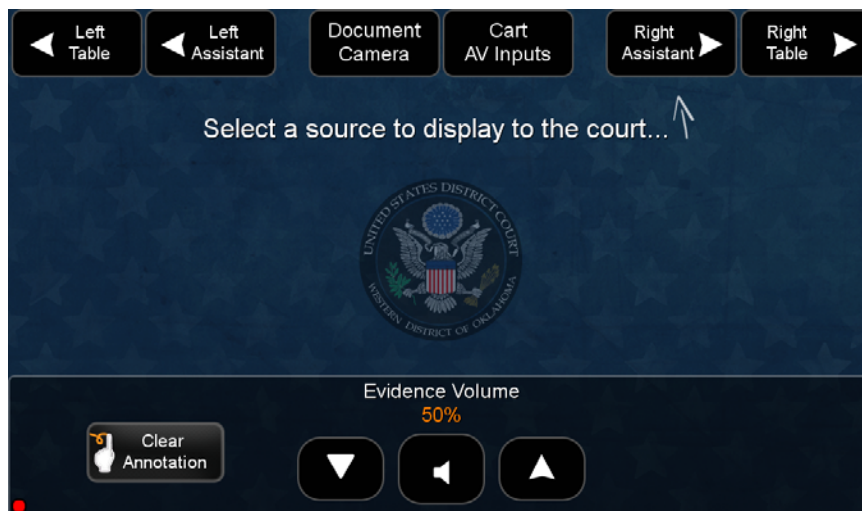 Left
Table
Left
Assistant
Document
Camera
Cart
AV Inputs
Right
Assistant
Right
Table
Select a source to display to the court...
UNITED STATES DISTRICT COURT
WESTERN DISTRICT OF OKLAHOMA
Evidence Volume
50%
Clear
Annotation